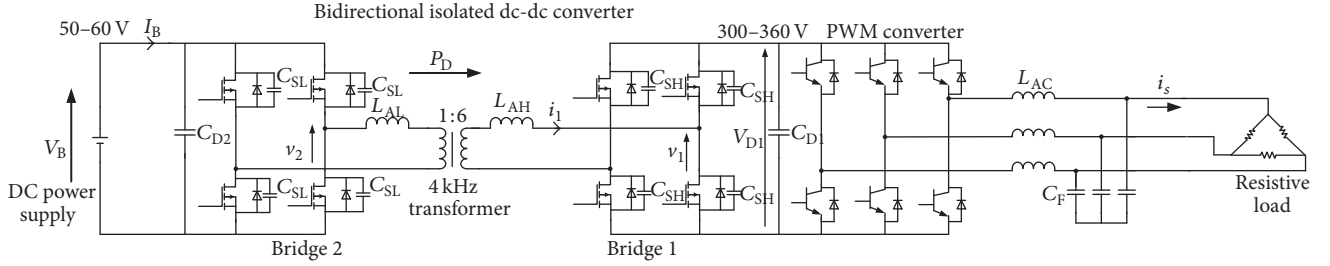 Bidirectional isolated dc-dc converter
50–60 V
I_B
P_D
300–360 V
PWM converter
C_SL
C_SL
C_SH
C_SH
L_AL
1:6
L_AH
i_1
L_AC
i_s
V_B
C_D2
v_2
v_1
V_D1
C_D1
DC power
supply
C_SL
C_SL
4 kHz
transformer
C_SH
C_SH
C_F
Resistive
load
Bridge 2
Bridge 1